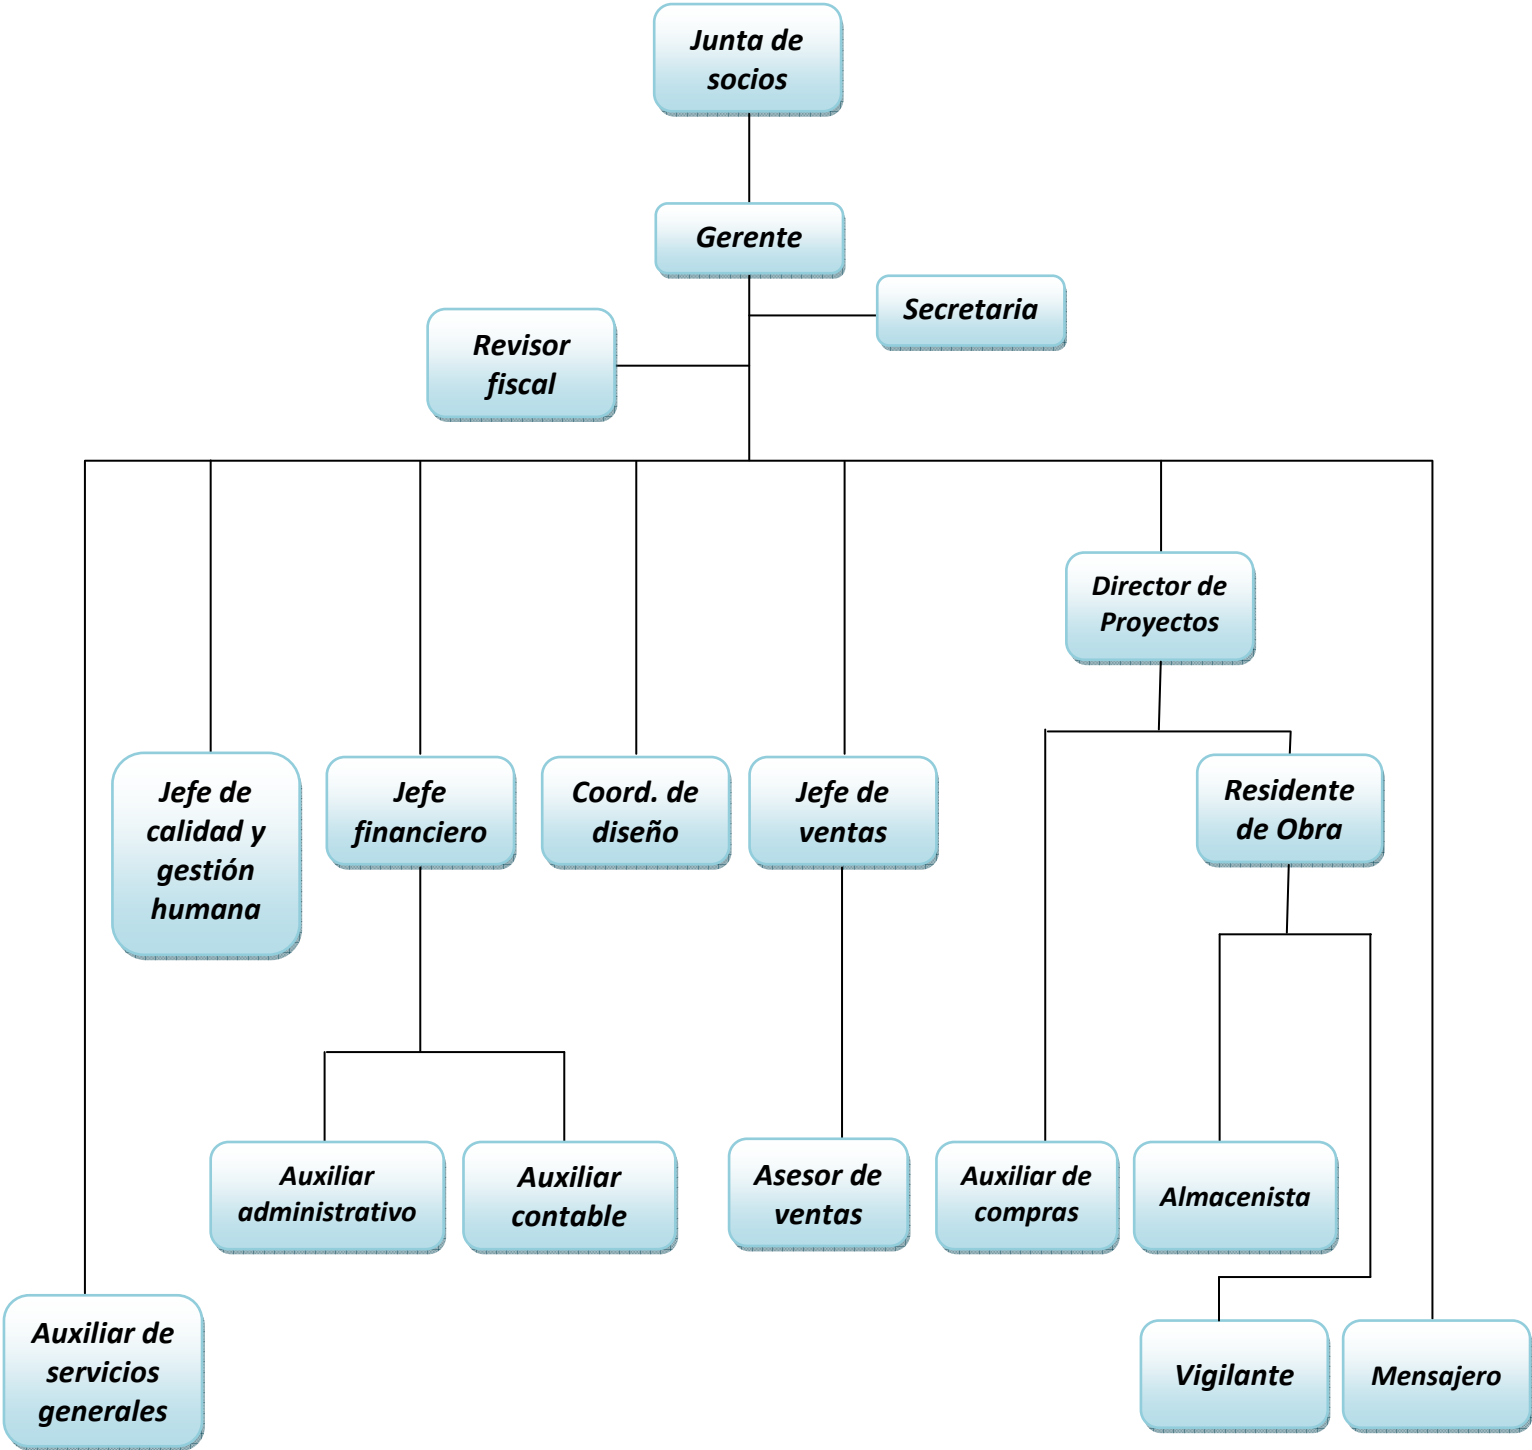 Junta de
socios
Gerente
Secretaria
Revisor
fiscal
Director de
Proyectos
Jefe de
calidad y
gestión
humana
Jefe
financiero
Coord. de
diseño
Jefe de
ventas
Residente
de Obra
Auxiliar
administrativo
Auxiliar
contable
Asesor de
ventas
Auxiliar de
compras
Almacenista
Auxiliar de
servicios
generales
Vigilante
Mensajero